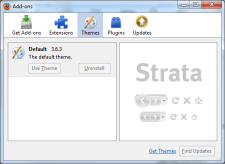 Add-ons
Get Add-ons Extensions Themes Plugins Updates
Default 3.6.3
The default theme.
Use Theme Uninstall
Strata
Get Themes Find Updates